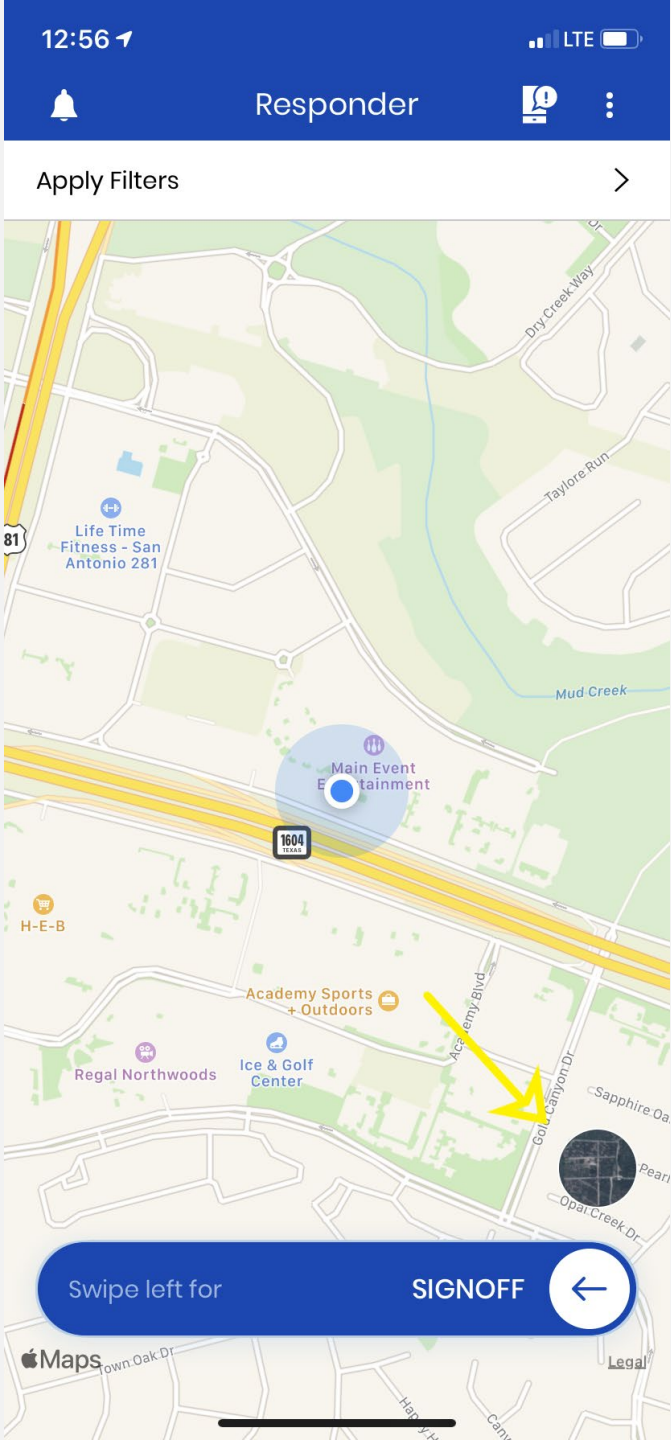 12:56
LTE
Responder
Apply Filters
Dr
Dry Creek Way
Taylore Run
81
Life Time
Fitness - San
Antonio 281
Mud Creek
Main Event
1604
TEXAS
H-E-B
Academy Sports
+ Outdoors
Academy Blvd
Regal Northwoods
Ice & Golf
Center
Gold Canyon Dr
Sapphire Oa
Pearl
Opal Creek Dr
Swipe left for
SIGNOFF
Maps
Town Oak Dr
Legal